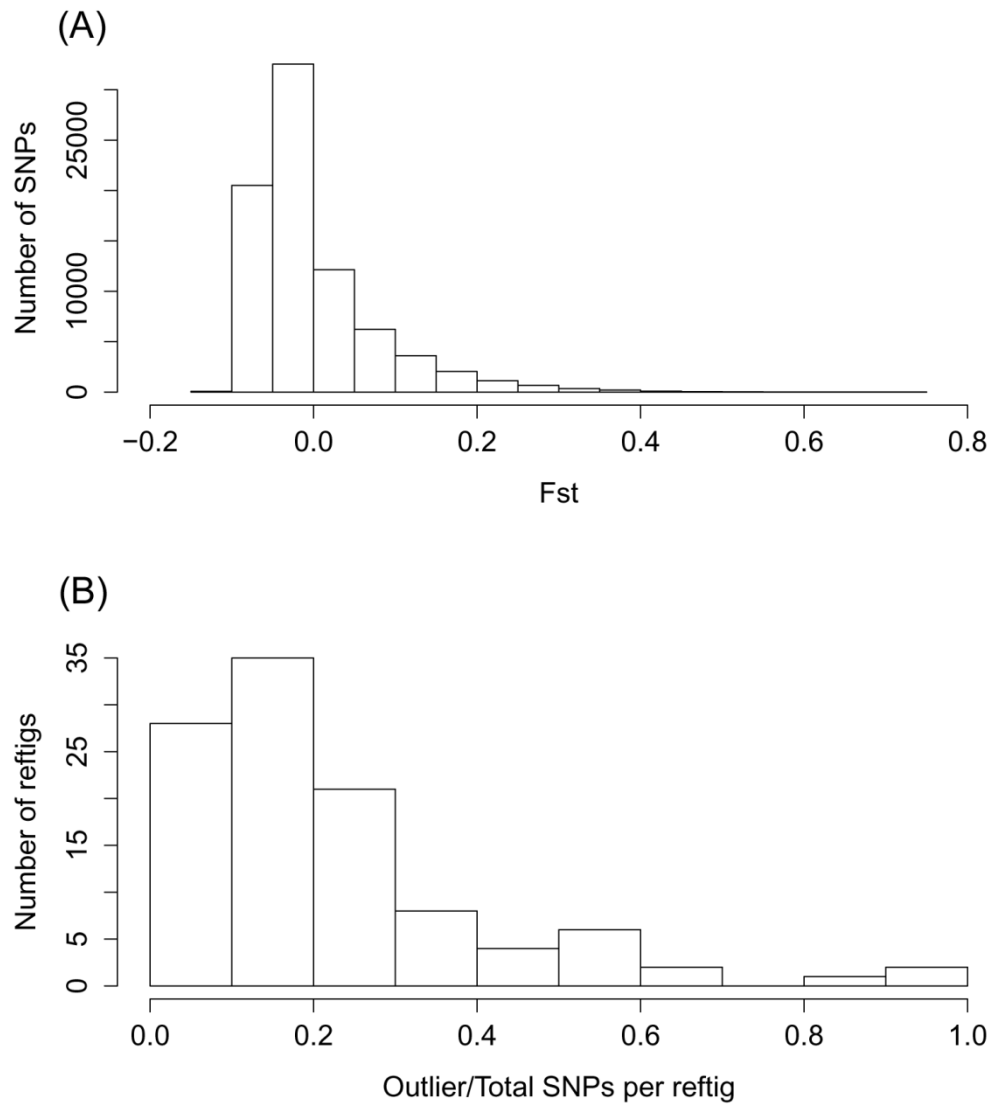 (A)
Number of SNPs
25000
10000
0
−0.2 0.0 0.2 0.4 0.6 0.8
Fst
(B)
Number of reftigs
35
25
15
5
0
0.0 0.2 0.4 0.6 0.8 1.0
Outlier/Total SNPs per reftig